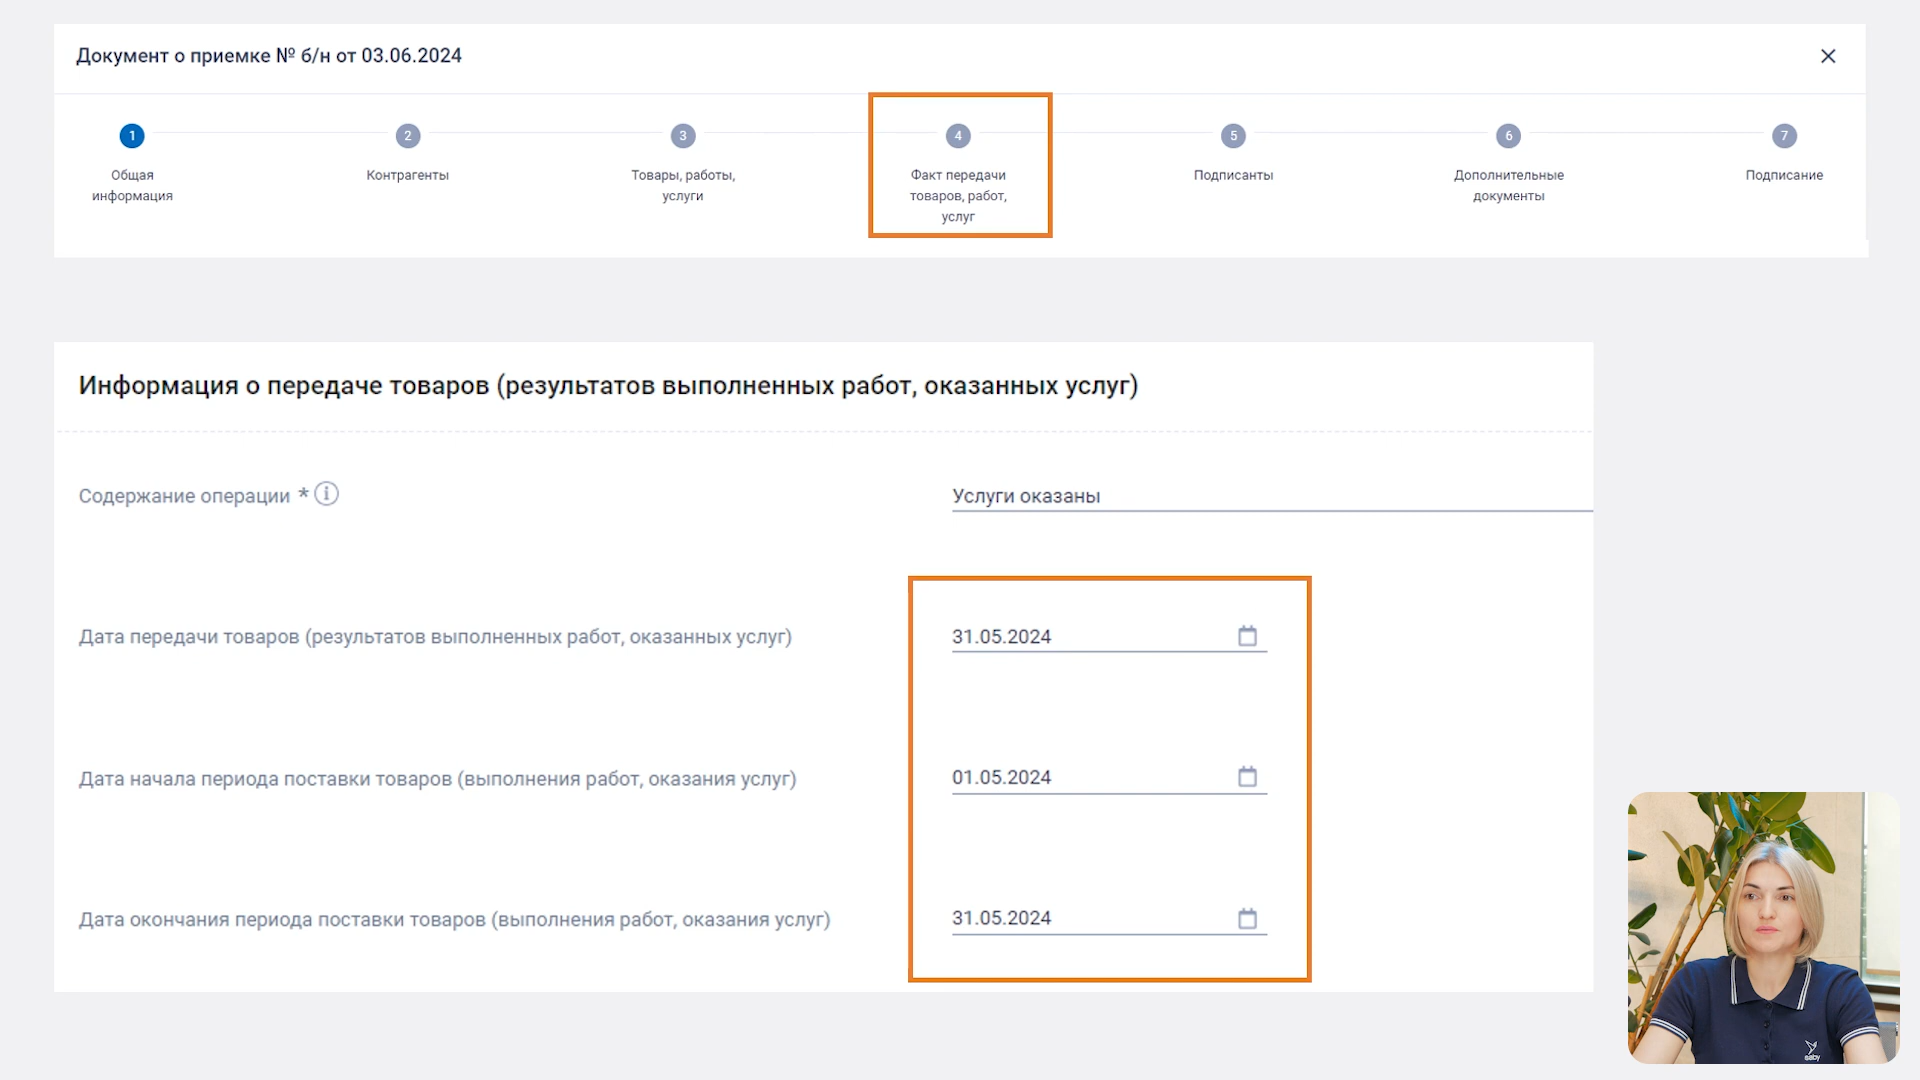 Документ о приемке № б/н от 03.06.2024
1
2
3
4
5
6
7
Общая
информация
Контрагенты
Товары, работы,
услуги
Факт передачи
товаров, работ,
услуг
Подписанты
Дополнительные
документы
Подписание
Информация о передаче товаров (результатов выполненных работ, оказанных услуг)
Содержание операции *
Услуги оказаны
Дата передачи товаров (результатов выполненных работ, оказанных услуг)
31.05.2024
Дата начала периода поставки товаров (выполнения работ, оказания услуг)
01.05.2024
Дата окончания периода поставки товаров (выполнения работ, оказания услуг)
31.05.2024
saby